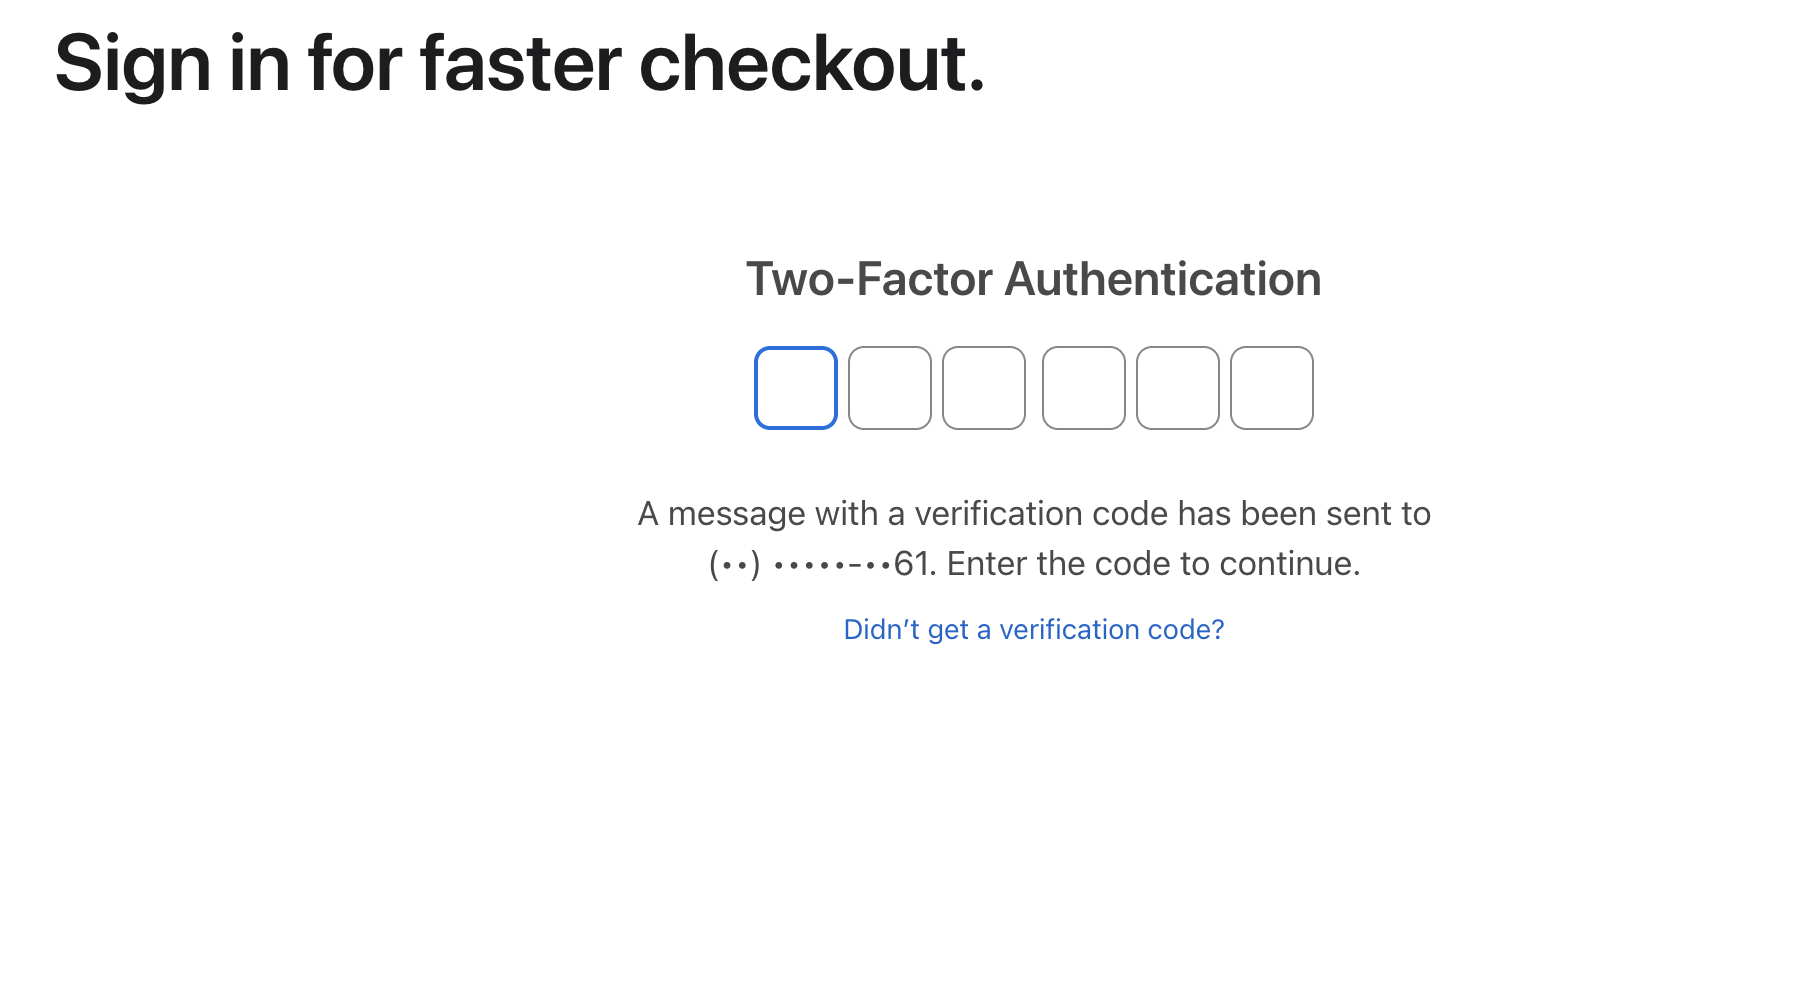 Sign in for faster checkout.
Two-Factor Authentication
A message with a verification code has been sent to
(••) •••••-••61. Enter the code to continue.
Didn’t get a verification code?